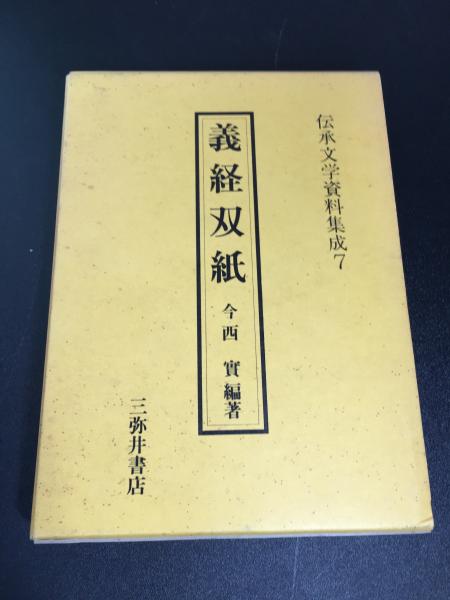 伝承文学資料集成7
義経双紙
今西 實編著
三弥井書店